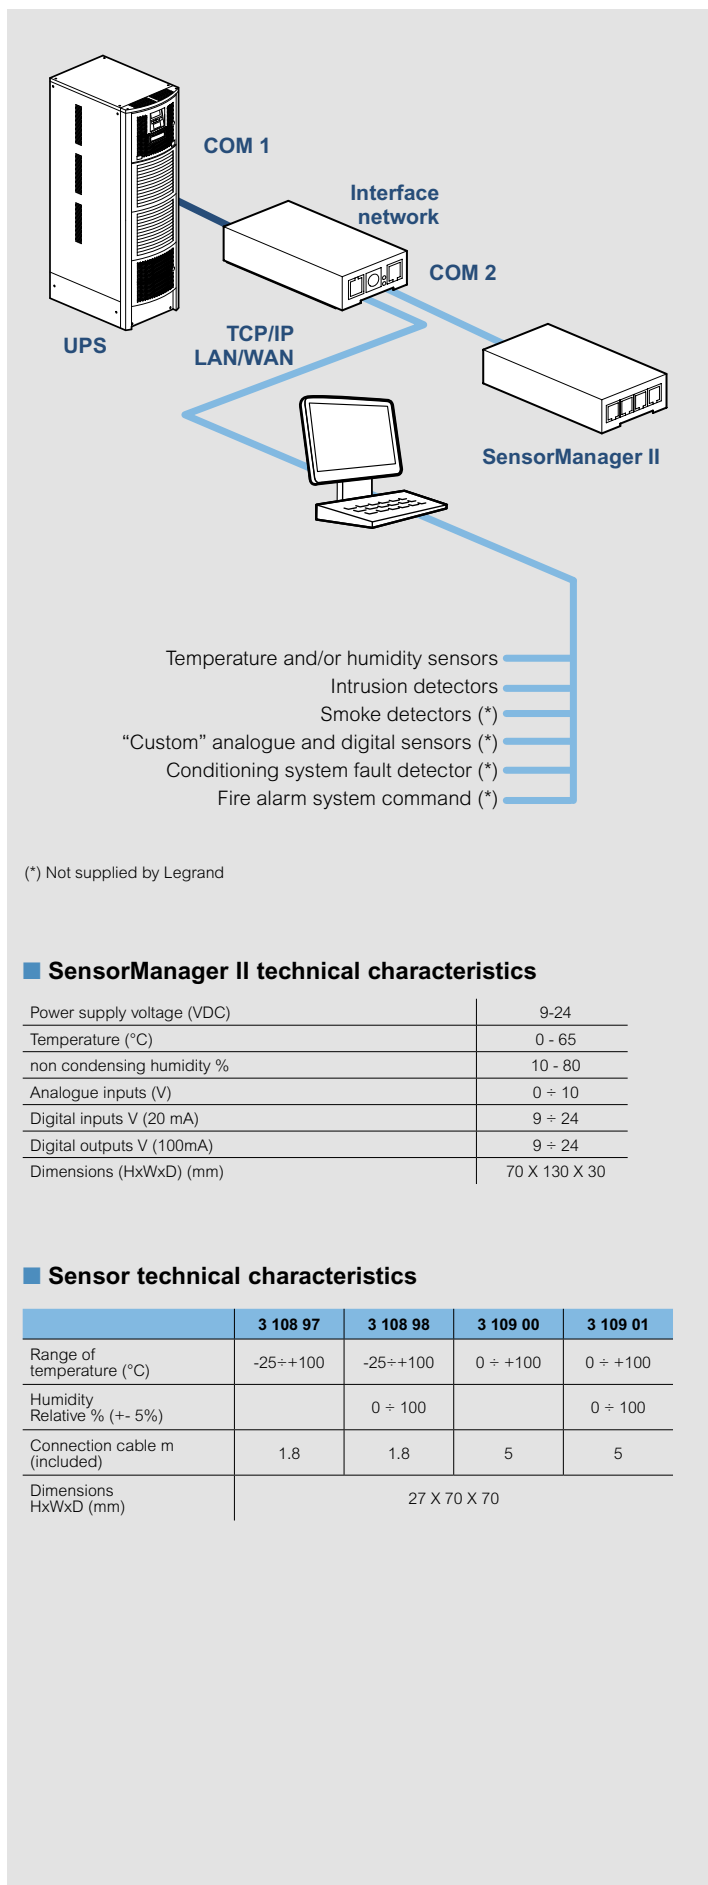 COM 1
Interface
network
COM 2
UPS
TCP/IP
LAN/WAN
SensorManager II
Temperature and/or humidity sensors
Intrusion detectors
Smoke detectors (*)
“Custom” analogue and digital sensors (*)
Conditioning system fault detector (*)
Fire alarm system command (*)
(*) Not supplied by Legrand
SensorManager II technical characteristics
Power supply voltage (VDC) 9-24
Temperature (°C) 0 - 65
non condensing humidity % 10 - 80
Analogue inputs (V) 0 ÷ 10
Digital inputs V (20 mA) 9 ÷ 24
Digital outputs V (100mA) 9 ÷ 24
Dimensions (HxWxD) (mm) 70 X 130 X 30
Sensor technical characteristics
3 108 97 3 108 98 3 109 00 3 109 01
Range of
temperature (°C) -25÷+100 -25÷+100 0 ÷ +100 0 ÷ +100
Humidity
Relative % (+- 5%) 0 ÷ 100 0 ÷ 100
Connection cable m
(included) 1.8 1.8 5 5
Dimensions
HxWxD (mm) 27 X 70 X 70